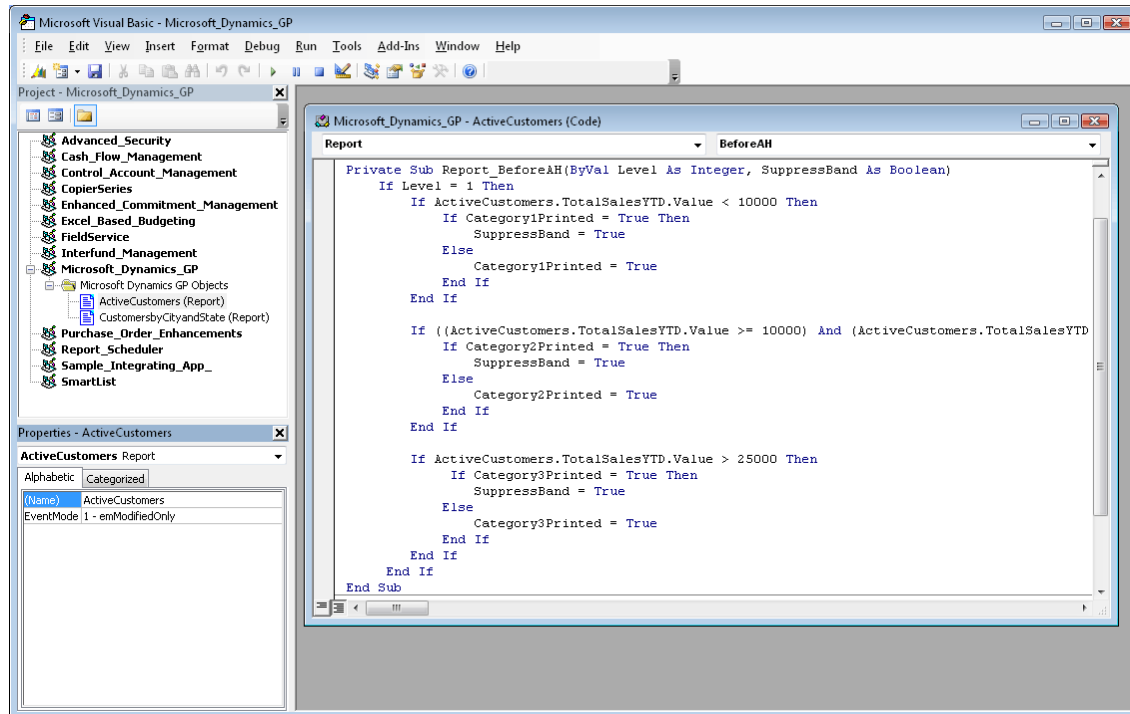 Microsoft Visual Basic - Microsoft_Dynamics_GP
File Edit View Insert Format Debug Run Tools Add-Ins Window Help
Project - Microsoft_Dynamics_GP
Advanced_Security
Cash_Flow_Management
Control_Account_Management
CopierSeries
Enhanced_Commitment_Management
Excel_Based_Budgeting
FieldService
Interfund_Management
Microsoft_Dynamics_GP
Microsoft Dynamics GP Objects
ActiveCustomers (Report)
CustomersbyCityandState (Report)
Purchase_Order_Enhancements
Report_Scheduler
Sample_Integrating_App_
SmartList
Properties - ActiveCustomers
ActiveCustomers Report
Alphabetic Categorized
(Name) ActiveCustomers
EventMode 1 - emModifiedOnly
Microsoft_Dynamics_GP - ActiveCustomers (Code)
Report BeforeAH
Private Sub Report_BeforeAH(ByVal Level As Integer, SuppressBand As Boolean)
If Level = 1 Then
If ActiveCustomers.TotalSalesYTD.Value < 10000 Then
If Category1Printed = True Then
SuppressBand = True
Else
Category1Printed = True
End If
End If
If ((ActiveCustomers.TotalSalesYTD.Value >= 10000) And (ActiveCustomers.TotalSalesYTD
If Category2Printed = True Then
SuppressBand = True
Else
Category2Printed = True
End If
End If
If ActiveCustomers.TotalSalesYTD.Value > 25000 Then
If Category3Printed = True Then
SuppressBand = True
Else
Category3Printed = True
End If
End If
End If
End Sub